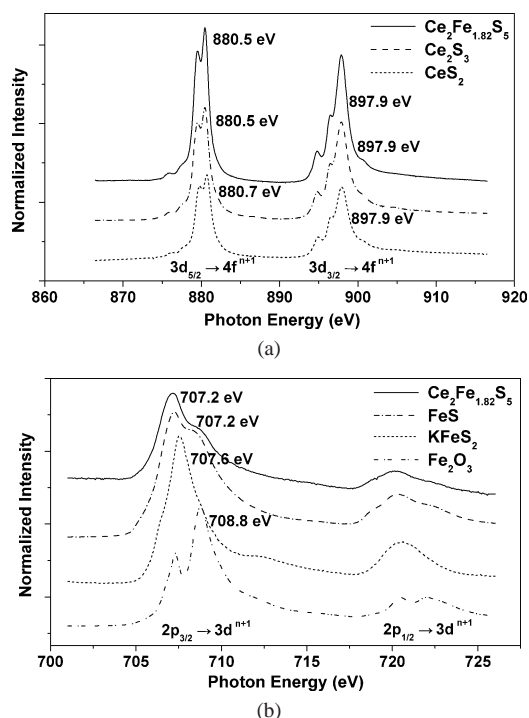 Ce₂Fe₁.₈₂S₅
Ce₂S₃
CeS₂
880.5 eV
897.9 eV
880.5 eV
897.9 eV
880.7 eV
897.9 eV
3d₅/₂ → 4fⁿ⁺¹
3d₃/₂ → 4fⁿ⁺¹
Normalized Intensity
860 870 880 890 900 910 920
Photon Energy (eV)
(a)
Ce₂Fe₁.₈₂S₅
FeS
KFeS₂
Fe₂O₃
707.2 eV
707.2 eV
707.6 eV
708.8 eV
2p₃/₂ → 3dⁿ⁺¹
2p₁/₂ → 3dⁿ⁺¹
Normalized Intensity
700 705 710 715 720 725
Photon Energy (eV)
(b)